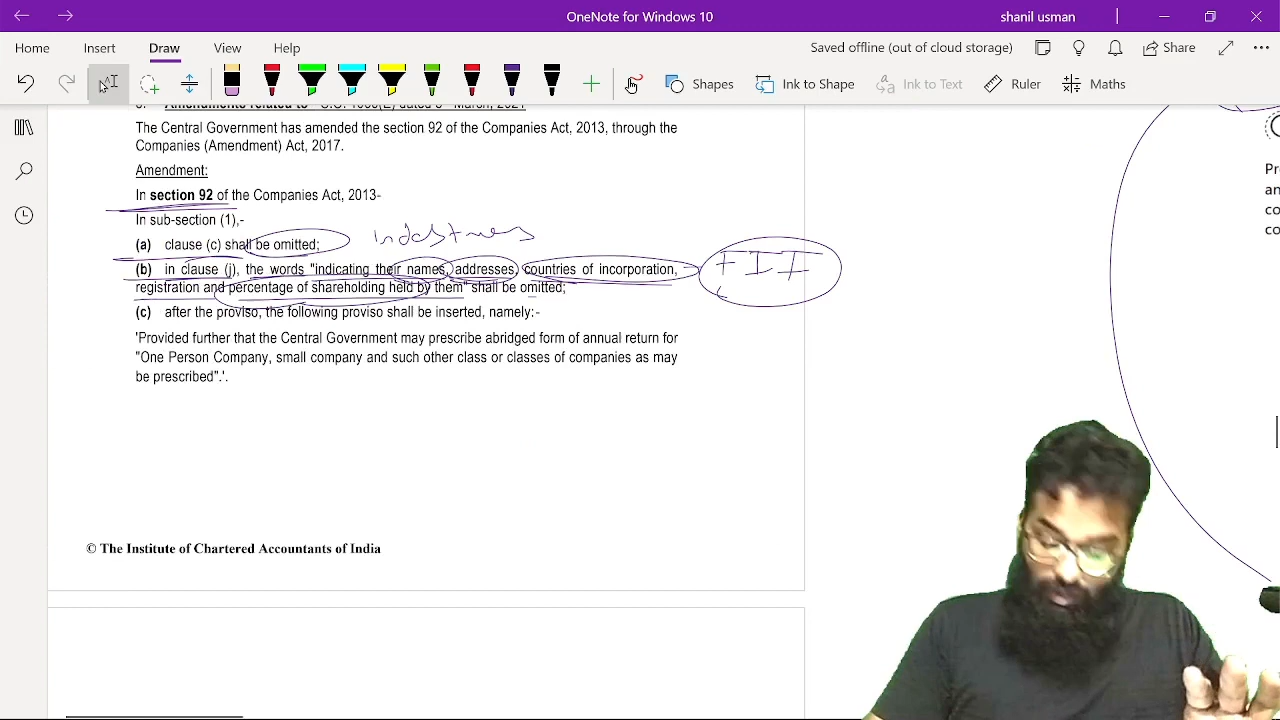 OneNote for Windows 10
shanil usman
Home Insert Draw View Help
Saved offline (out of cloud storage)
Share
Shapes
Ink to Shape
Ink to Text
Ruler
Maths
The Central Government has amended the section 92 of the Companies Act, 2013, through the
Companies (Amendment) Act, 2017.
Amendment:
In section 92 of the Companies Act, 2013-
In sub-section (1),-
(a) clause (c) shall be omitted;
indebtness
(b) in clause (j), the words "indicating their names, addresses, countries of incorporation,
FII
registration and percentage of shareholding held by them" shall be omitted;
(c) after the proviso, the following proviso shall be inserted, namely:-
'Provided further that the Central Government may prescribe abridged form of annual return for
"One Person Company, small company and such other class or classes of companies as may
be prescribed".'.
© The Institute of Chartered Accountants of India
Pr
an
co
co